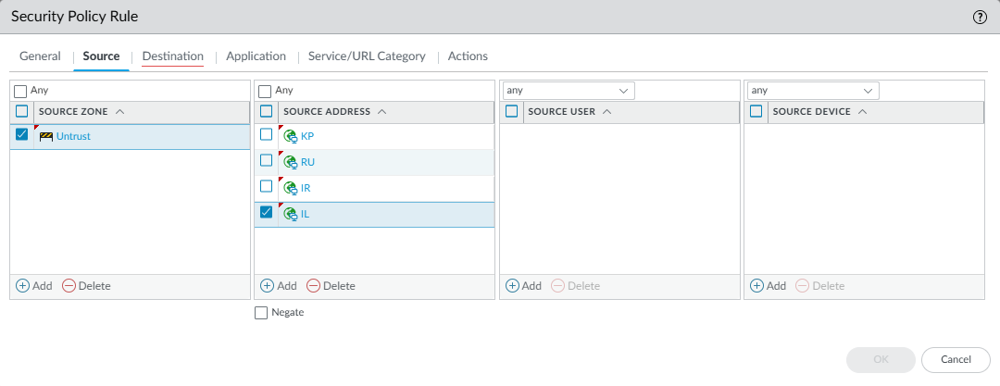 Security Policy Rule
General Source Destination Application Service/URL Category Actions
Any Any any any
SOURCE ZONE SOURCE ADDRESS SOURCE USER SOURCE DEVICE
Untrust KP
RU
IR
IL
Add Delete Add Delete Add Delete Add Delete
Negate
OK Cancel